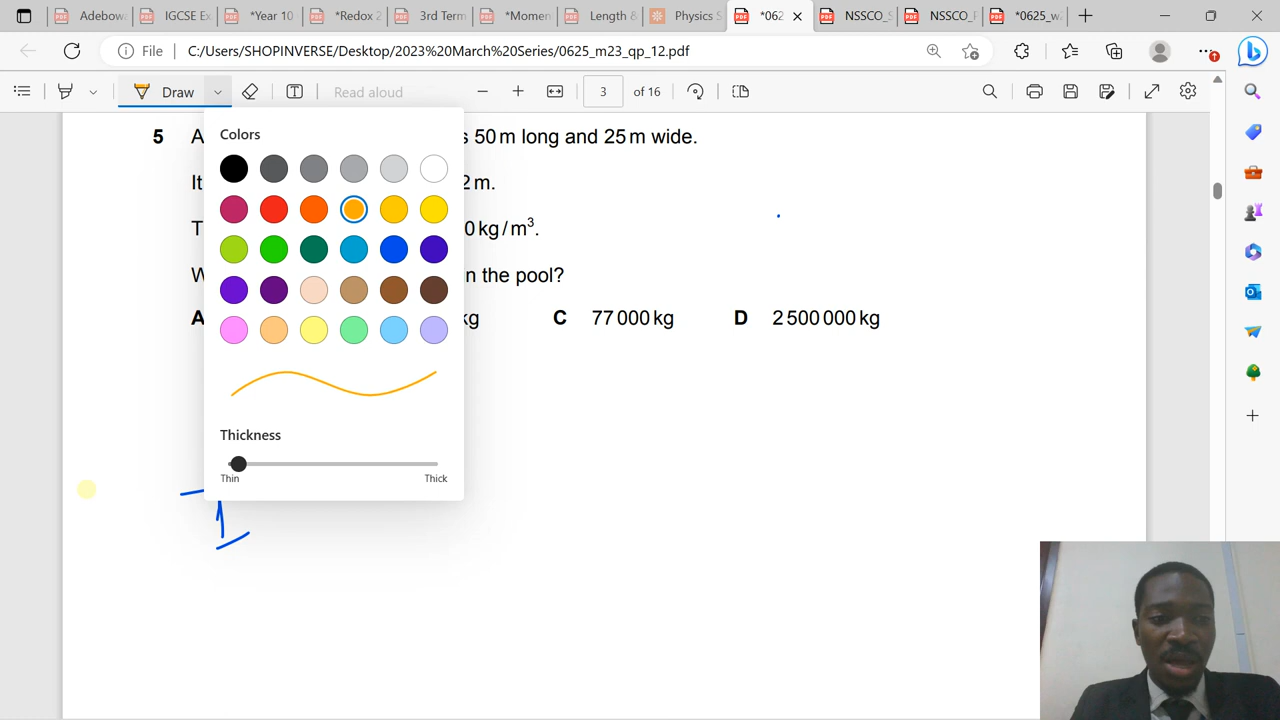 Adebowa
IGCSE Ex
*Year 10
*Redox 2
3rd Term
*Momen
Length &
Physics S
*062
NSSCO_S
NSSCO_P
*0625_w
File
C:/Users/SHOPINVERSE/Desktop/2023%20March%20Series/0625_m23_qp_12.pdf
Draw
Read aloud
3 of 16
Colors
Thickness
Thin Thick
5 A s 50 m long and 25 m wide.
It 2 m.
T 0 kg/m³.
W n the pool?
A kg C 77 000 kg D 2 500 000 kg
I